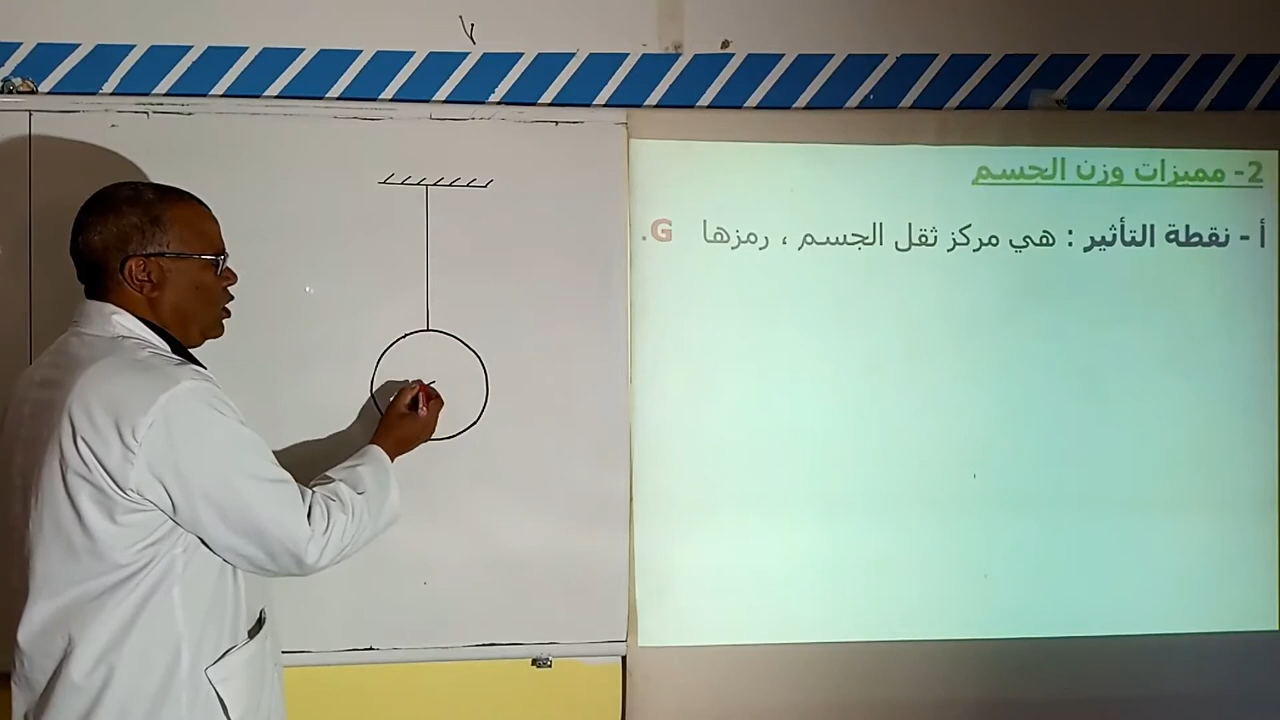 2- مميزات وزن الجسم
أ - نقطة التأثير : هي مركز ثقل الجسم ، رمزها G.